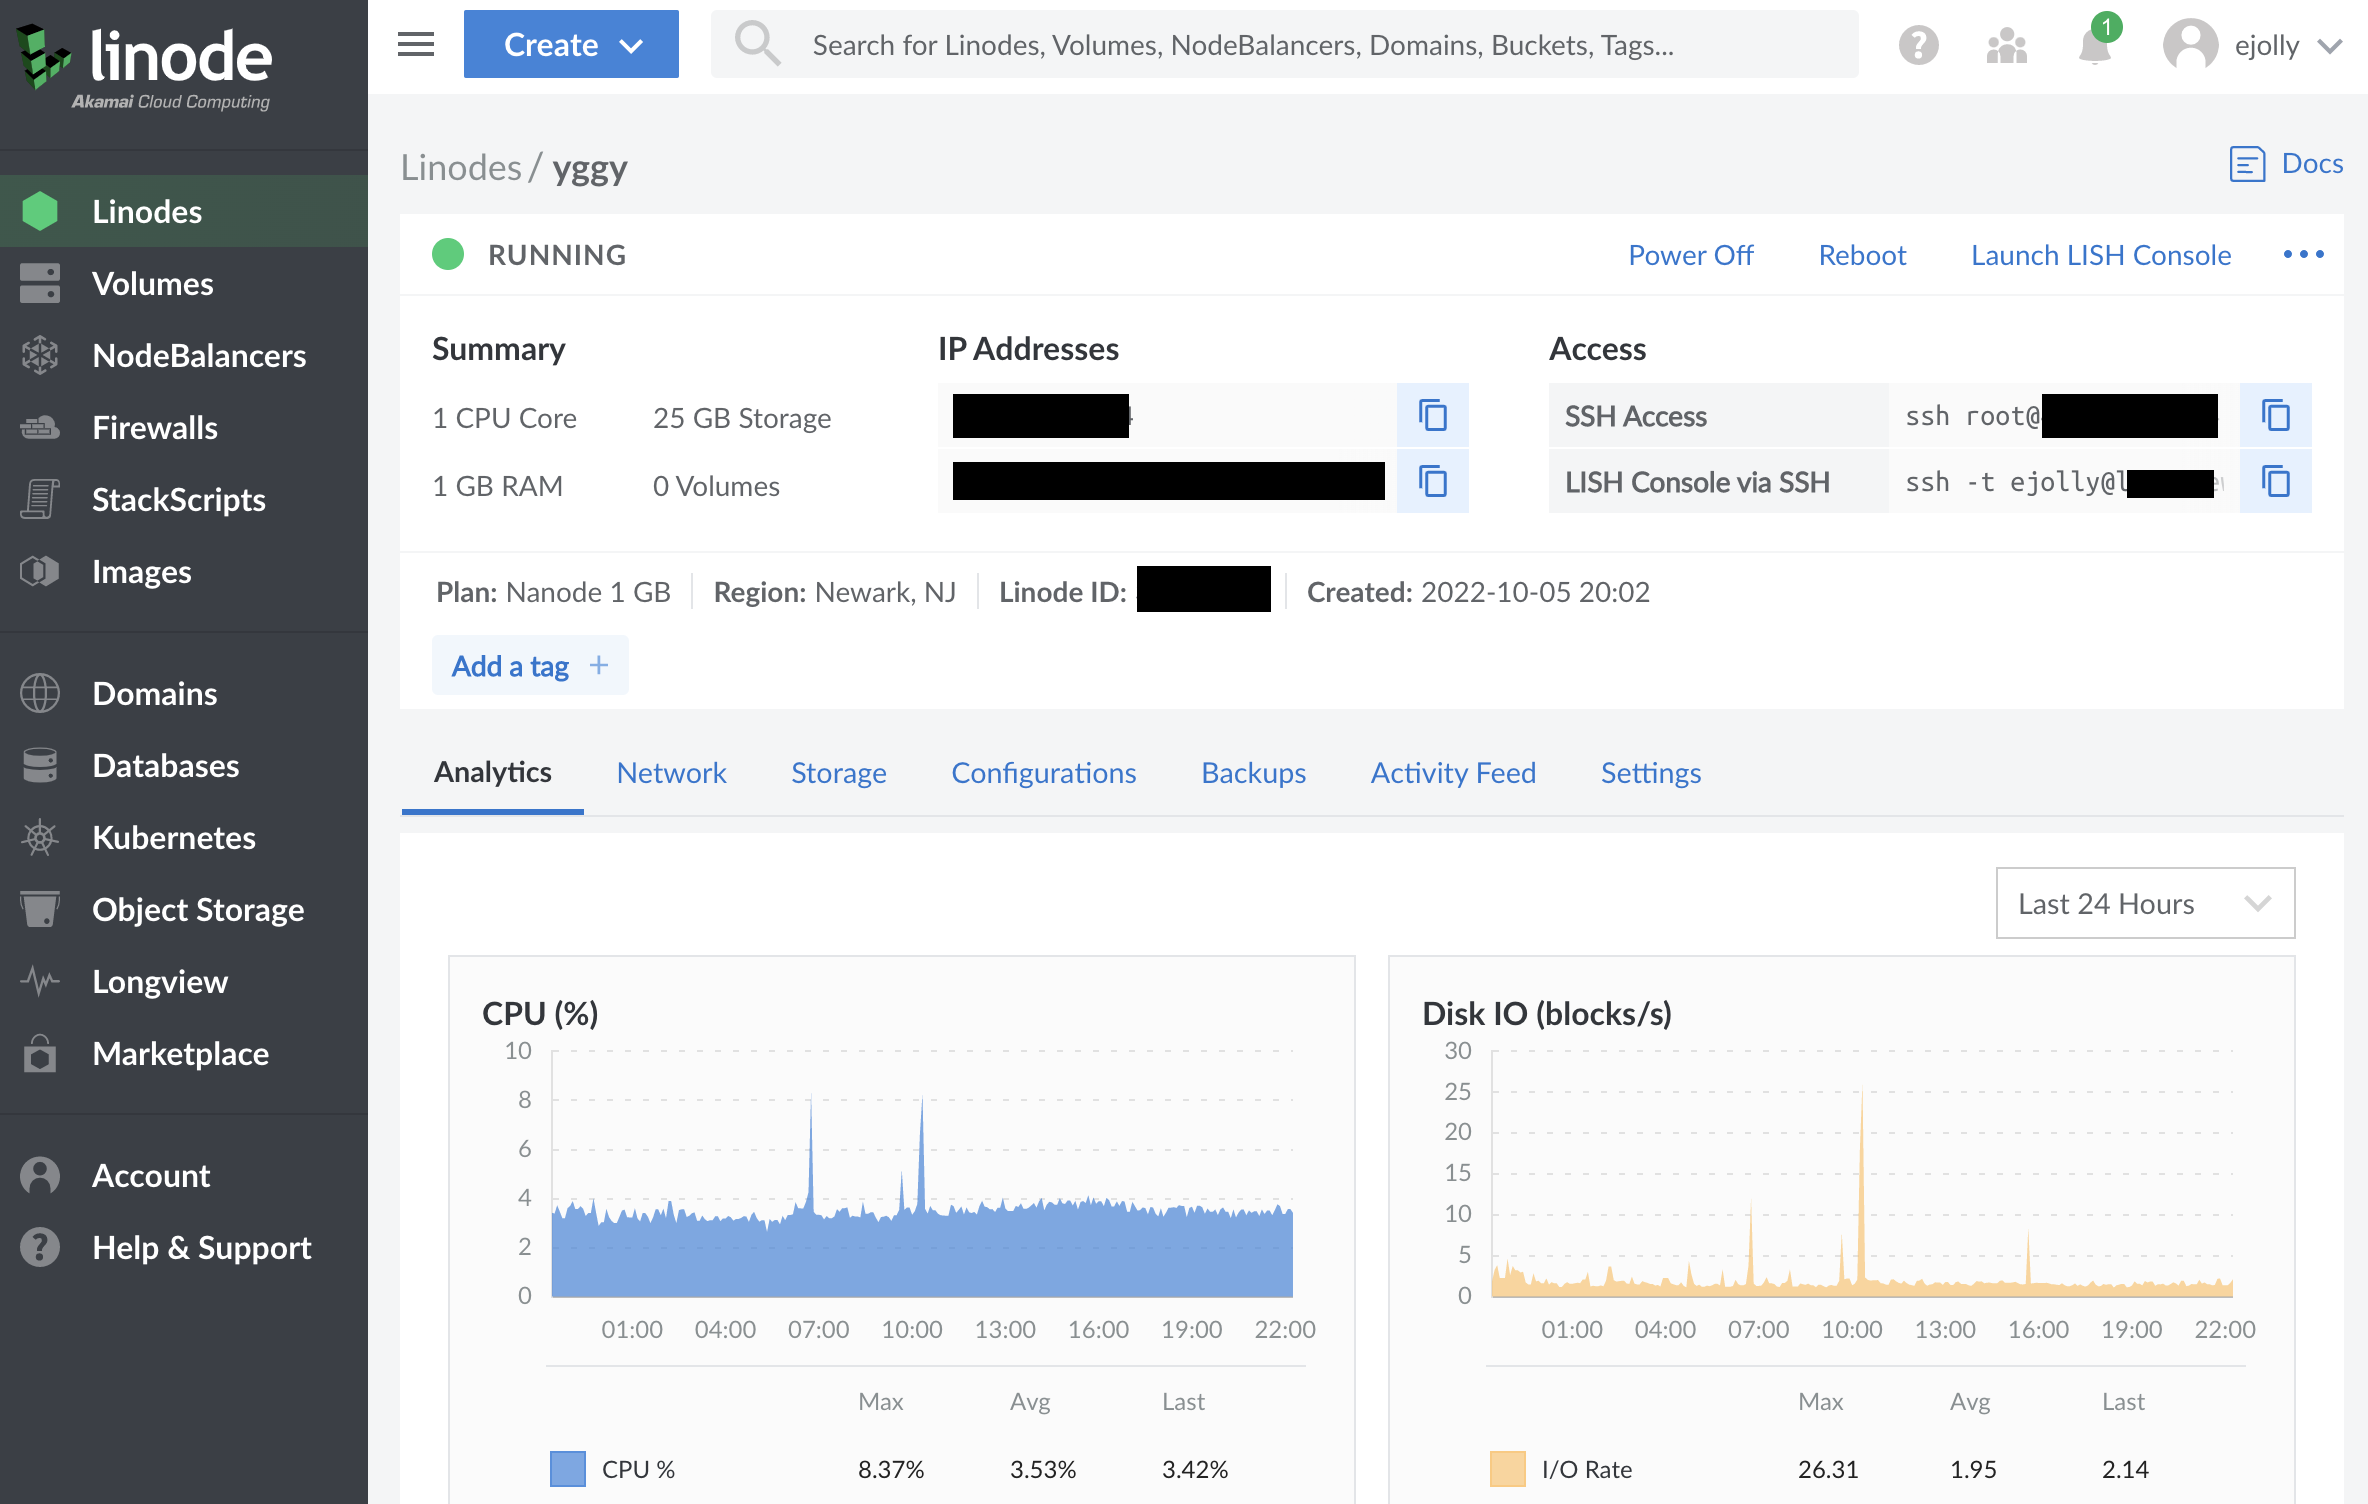 linode
Akamai Cloud Computing
Linodes
Volumes
NodeBalancers
Firewalls
StackScripts
Images
Domains
Databases
Kubernetes
Object Storage
Longview
Marketplace
Account
Help & Support
Create
Search for Linodes, Volumes, NodeBalancers, Domains, Buckets, Tags...
?
1
ejolly
Linodes / yggy
Docs
RUNNING
Power Off
Reboot
Launch LISH Console
Summary
1 CPU Core 25 GB Storage
1 GB RAM 0 Volumes
IP Addresses
Access
SSH Access ssh root@
LISH Console via SSH ssh -t ejolly@l
Plan: Nanode 1 GB Region: Newark, NJ Linode ID: Created: 2022-10-05 20:02
Add a tag +
Analytics Network Storage Configurations Backups Activity Feed Settings
Last 24 Hours
CPU (%)
10
8
6
4
2
0
01:00 04:00 07:00 10:00 13:00 16:00 19:00 22:00
Max Avg Last
CPU % 8.37% 3.53% 3.42%
Disk IO (blocks/s)
30
25
20
15
10
5
0
01:00 04:00 07:00 10:00 13:00 16:00 19:00 22:00
Max Avg Last
I/O Rate 26.31 1.95 2.14